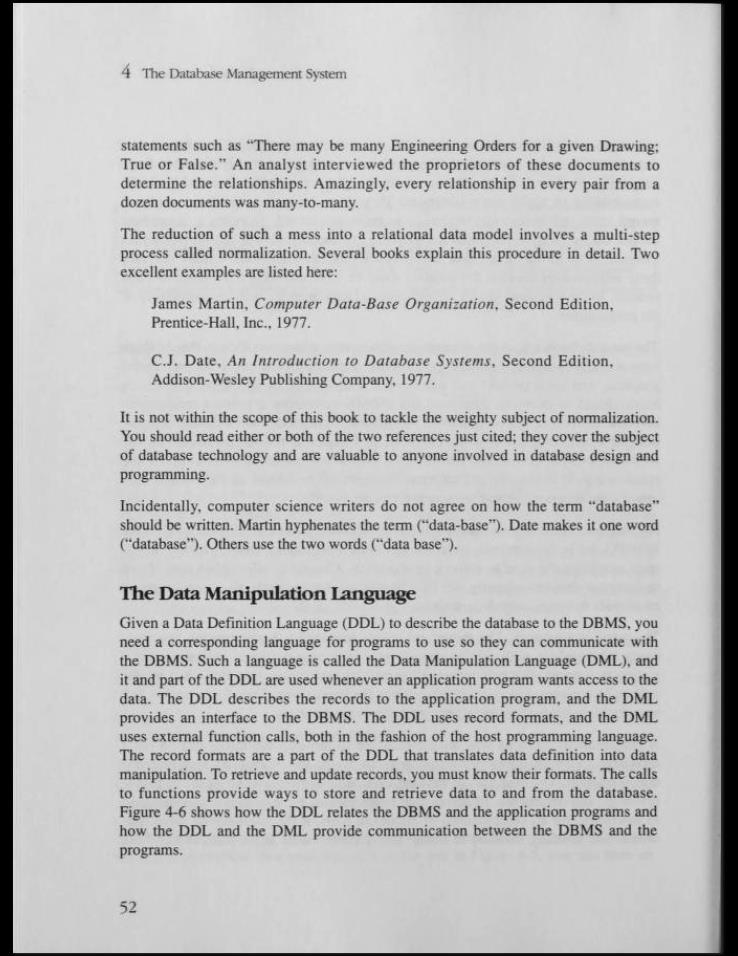 4 The Database Management System
statements such as “There may be many Engineering Orders for a given Drawing;
True or False.” An analyst interviewed the proprietors of these documents to
determine the relationships. Amazingly, every relationship in every pair from a
dozen documents was many-to-many.
The reduction of such a mess into a relational data model involves a multi-step
process called normalization. Several books explain this procedure in detail. Two
excellent examples are listed here:
James Martin, Computer Data-Base Organization, Second Edition,
Prentice-Hall, Inc., 1977.
C.J. Date, An Introduction to Database Systems, Second Edition,
Addison-Wesley Publishing Company, 1977.
It is not within the scope of this book to tackle the weighty subject of normalization.
You should read either or both of the two references just cited; they cover the subject
of database technology and are valuable to anyone involved in database design and
programming.
Incidentally, computer science writers do not agree on how the term “database”
should be written. Martin hyphenates the term (“data-base”). Date makes it one word
(“database”). Others use the two words (“data base”).
The Data Manipulation Language
Given a Data Definition Language (DDL) to describe the database to the DBMS, you
need a corresponding language for programs to use so they can communicate with
the DBMS. Such a language is called the Data Manipulation Language (DML), and
it and part of the DDL are used whenever an application program wants access to the
data. The DDL describes the records to the application program, and the DML
provides an interface to the DBMS. The DDL uses record formats, and the DML
uses external function calls, both in the fashion of the host programming language.
The record formats are a part of the DDL that translates data definition into data
manipulation. To retrieve and update records, you must know their formats. The calls
to functions provide ways to store and retrieve data to and from the database.
Figure 4-6 shows how the DDL relates the DBMS and the application programs and
how the DDL and the DML provide communication between the DBMS and the
programs.
52